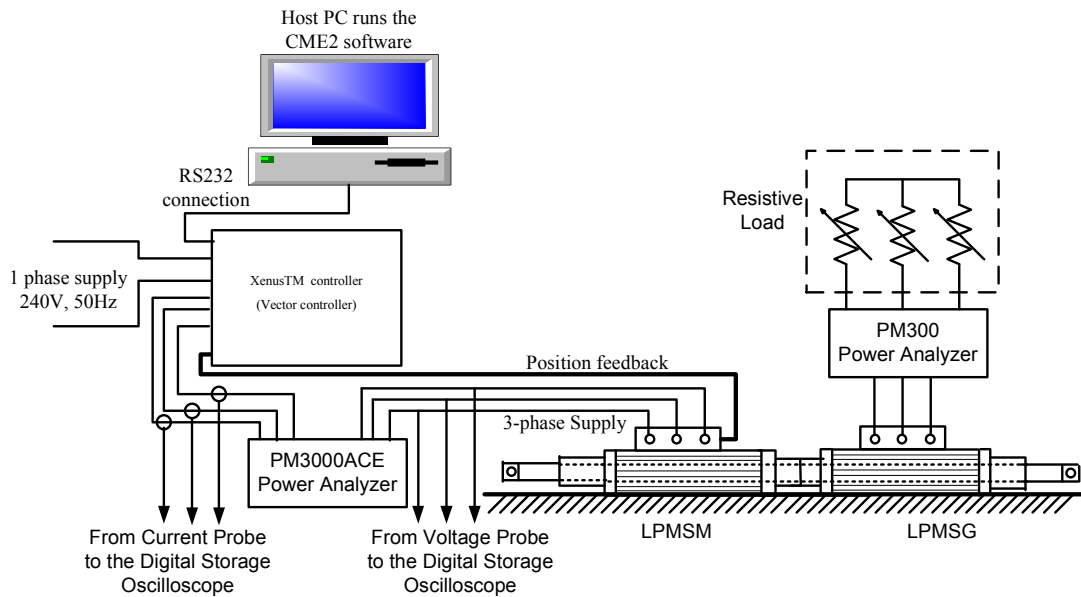 Host PC runs the
CME2 software
RS232
connection
Resistive
Load
1 phase supply
240V, 50Hz
XenusTM controller
(Vector controller)
PM300
Power Analyzer
Position feedback
3-phase Supply
PM3000ACE
Power Analyzer
LPMSM
LPMSG
From Current Probe
to the Digital Storage
Oscilloscope
From Voltage Probe
to the Digital Storage
Oscilloscope